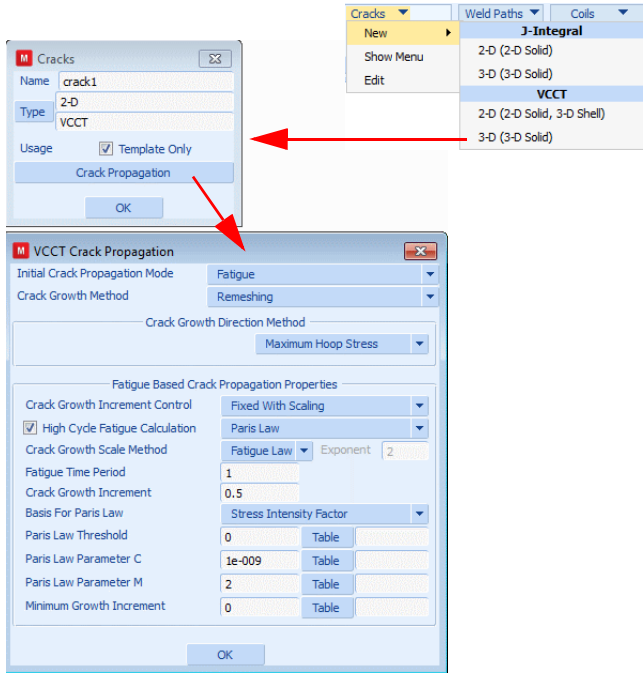 Cracks
Weld Paths
Coils
New
Show Menu
Edit
J-Integral
2-D (2-D Solid)
3-D (3-D Solid)
VCCT
2-D (2-D Solid, 3-D Shell)
3-D (3-D Solid)
M Cracks
Name crack1
Type 2-D
VCCT
Usage Template Only
Crack Propagation
OK
M VCCT Crack Propagation
Initial Crack Propagation Mode Fatigue
Crack Growth Method Remeshing
Crack Growth Direction Method
Maximum Hoop Stress
Fatigue Based Crack Propagation Properties
Crack Growth Increment Control Fixed With Scaling
High Cycle Fatigue Calculation Paris Law
Crack Growth Scale Method Fatigue Law Exponent 2
Fatigue Time Period 1
Crack Growth Increment 0.5
Basis For Paris Law Stress Intensity Factor
Paris Law Threshold 0 Table
Paris Law Parameter C 1e-009 Table
Paris Law Parameter M 2 Table
Minimum Growth Increment 0 Table
OK